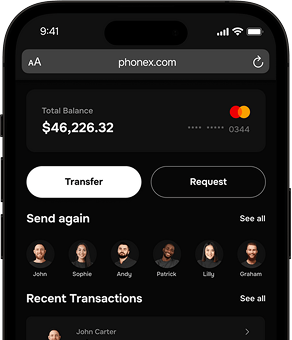 9:41
AA phonex.com
Total Balance
$46,226.32
•••• ••••• 0344
Transfer Request
Send again See all
John Sophie Andy Patrick Lilly Graham
Recent Transactions See all
John Carter